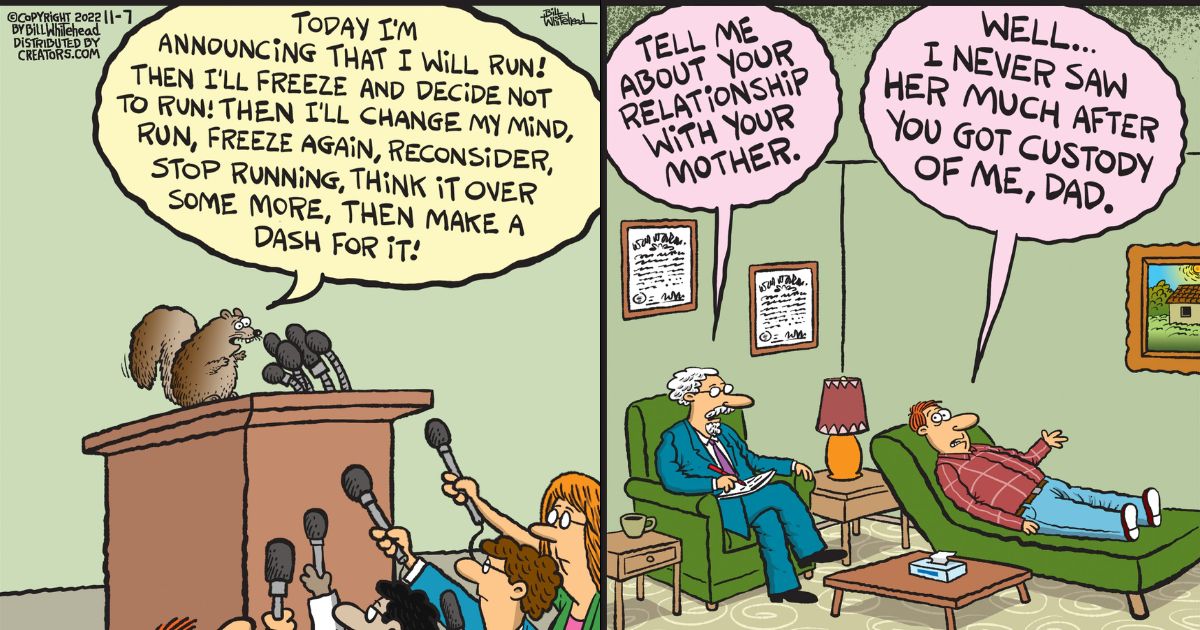 ©COPYRIGHT 2022 11-7
BY Bill Whitehead
DISTRIBUTED BY
CREATORS.COM
Bill
Whitehead
TODAY I'M
ANNOUNCING THAT I WILL RUN!
THEN I'LL FREEZE AND DECIDE NOT
TO RUN! THEN I'LL CHANGE MY MIND,
RUN, FREEZE AGAIN, RECONSIDER,
STOP RUNNING, THINK IT OVER
SOME MORE, THEN MAKE A
DASH FOR IT!
TELL ME
ABOUT YOUR
RELATIONSHIP
WITH YOUR
MOTHER.
WELL...
I NEVER SAW
HER MUCH AFTER
YOU GOT CUSTODY
OF ME, DAD.